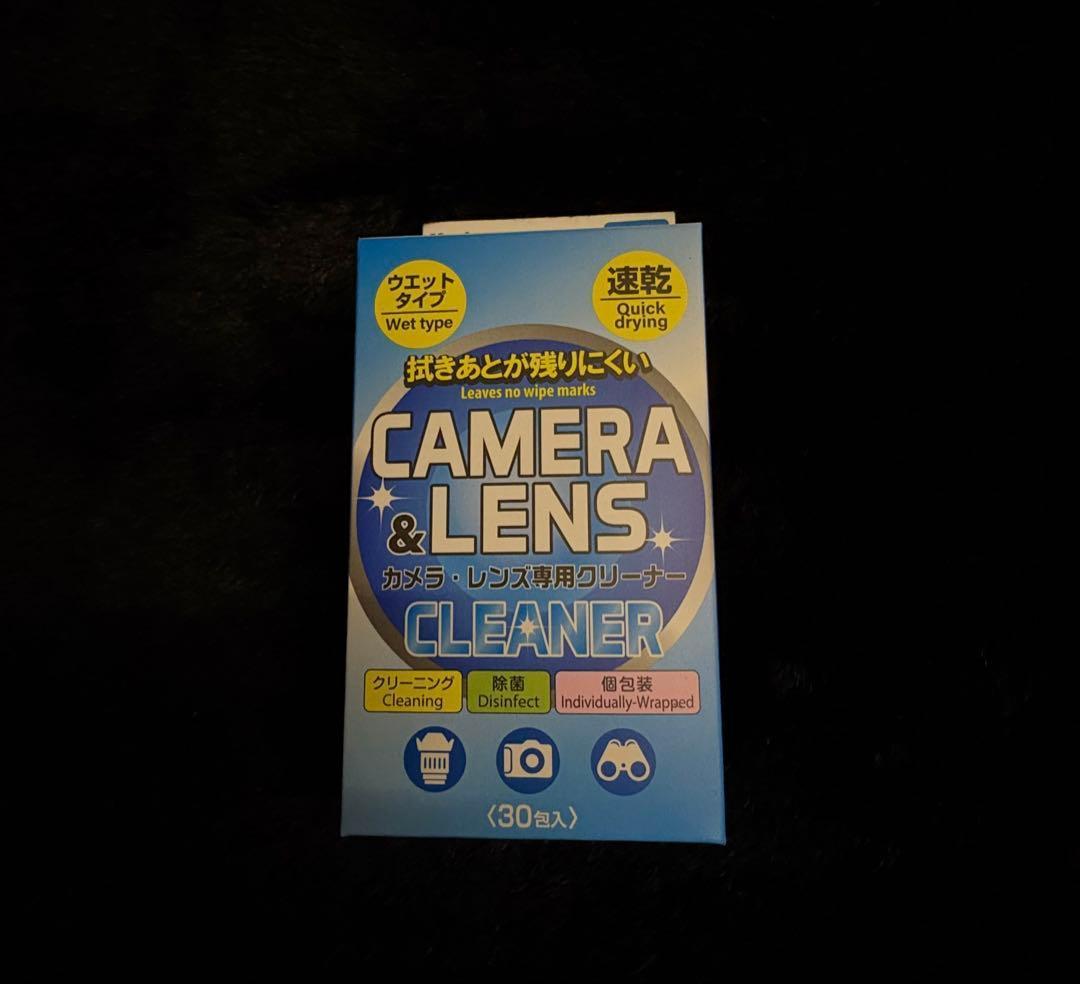 ウエット
タイプ
Wet type
速乾
Quick
drying
拭きあとが残りにくい
Leaves no wipe marks
CAMERA
&LENS
カメラ・レンズ専用クリーナー
CLEANER
クリーニング
Cleaning
除菌
Disinfect
個包装
Individually-Wrapped
〈30包入〉